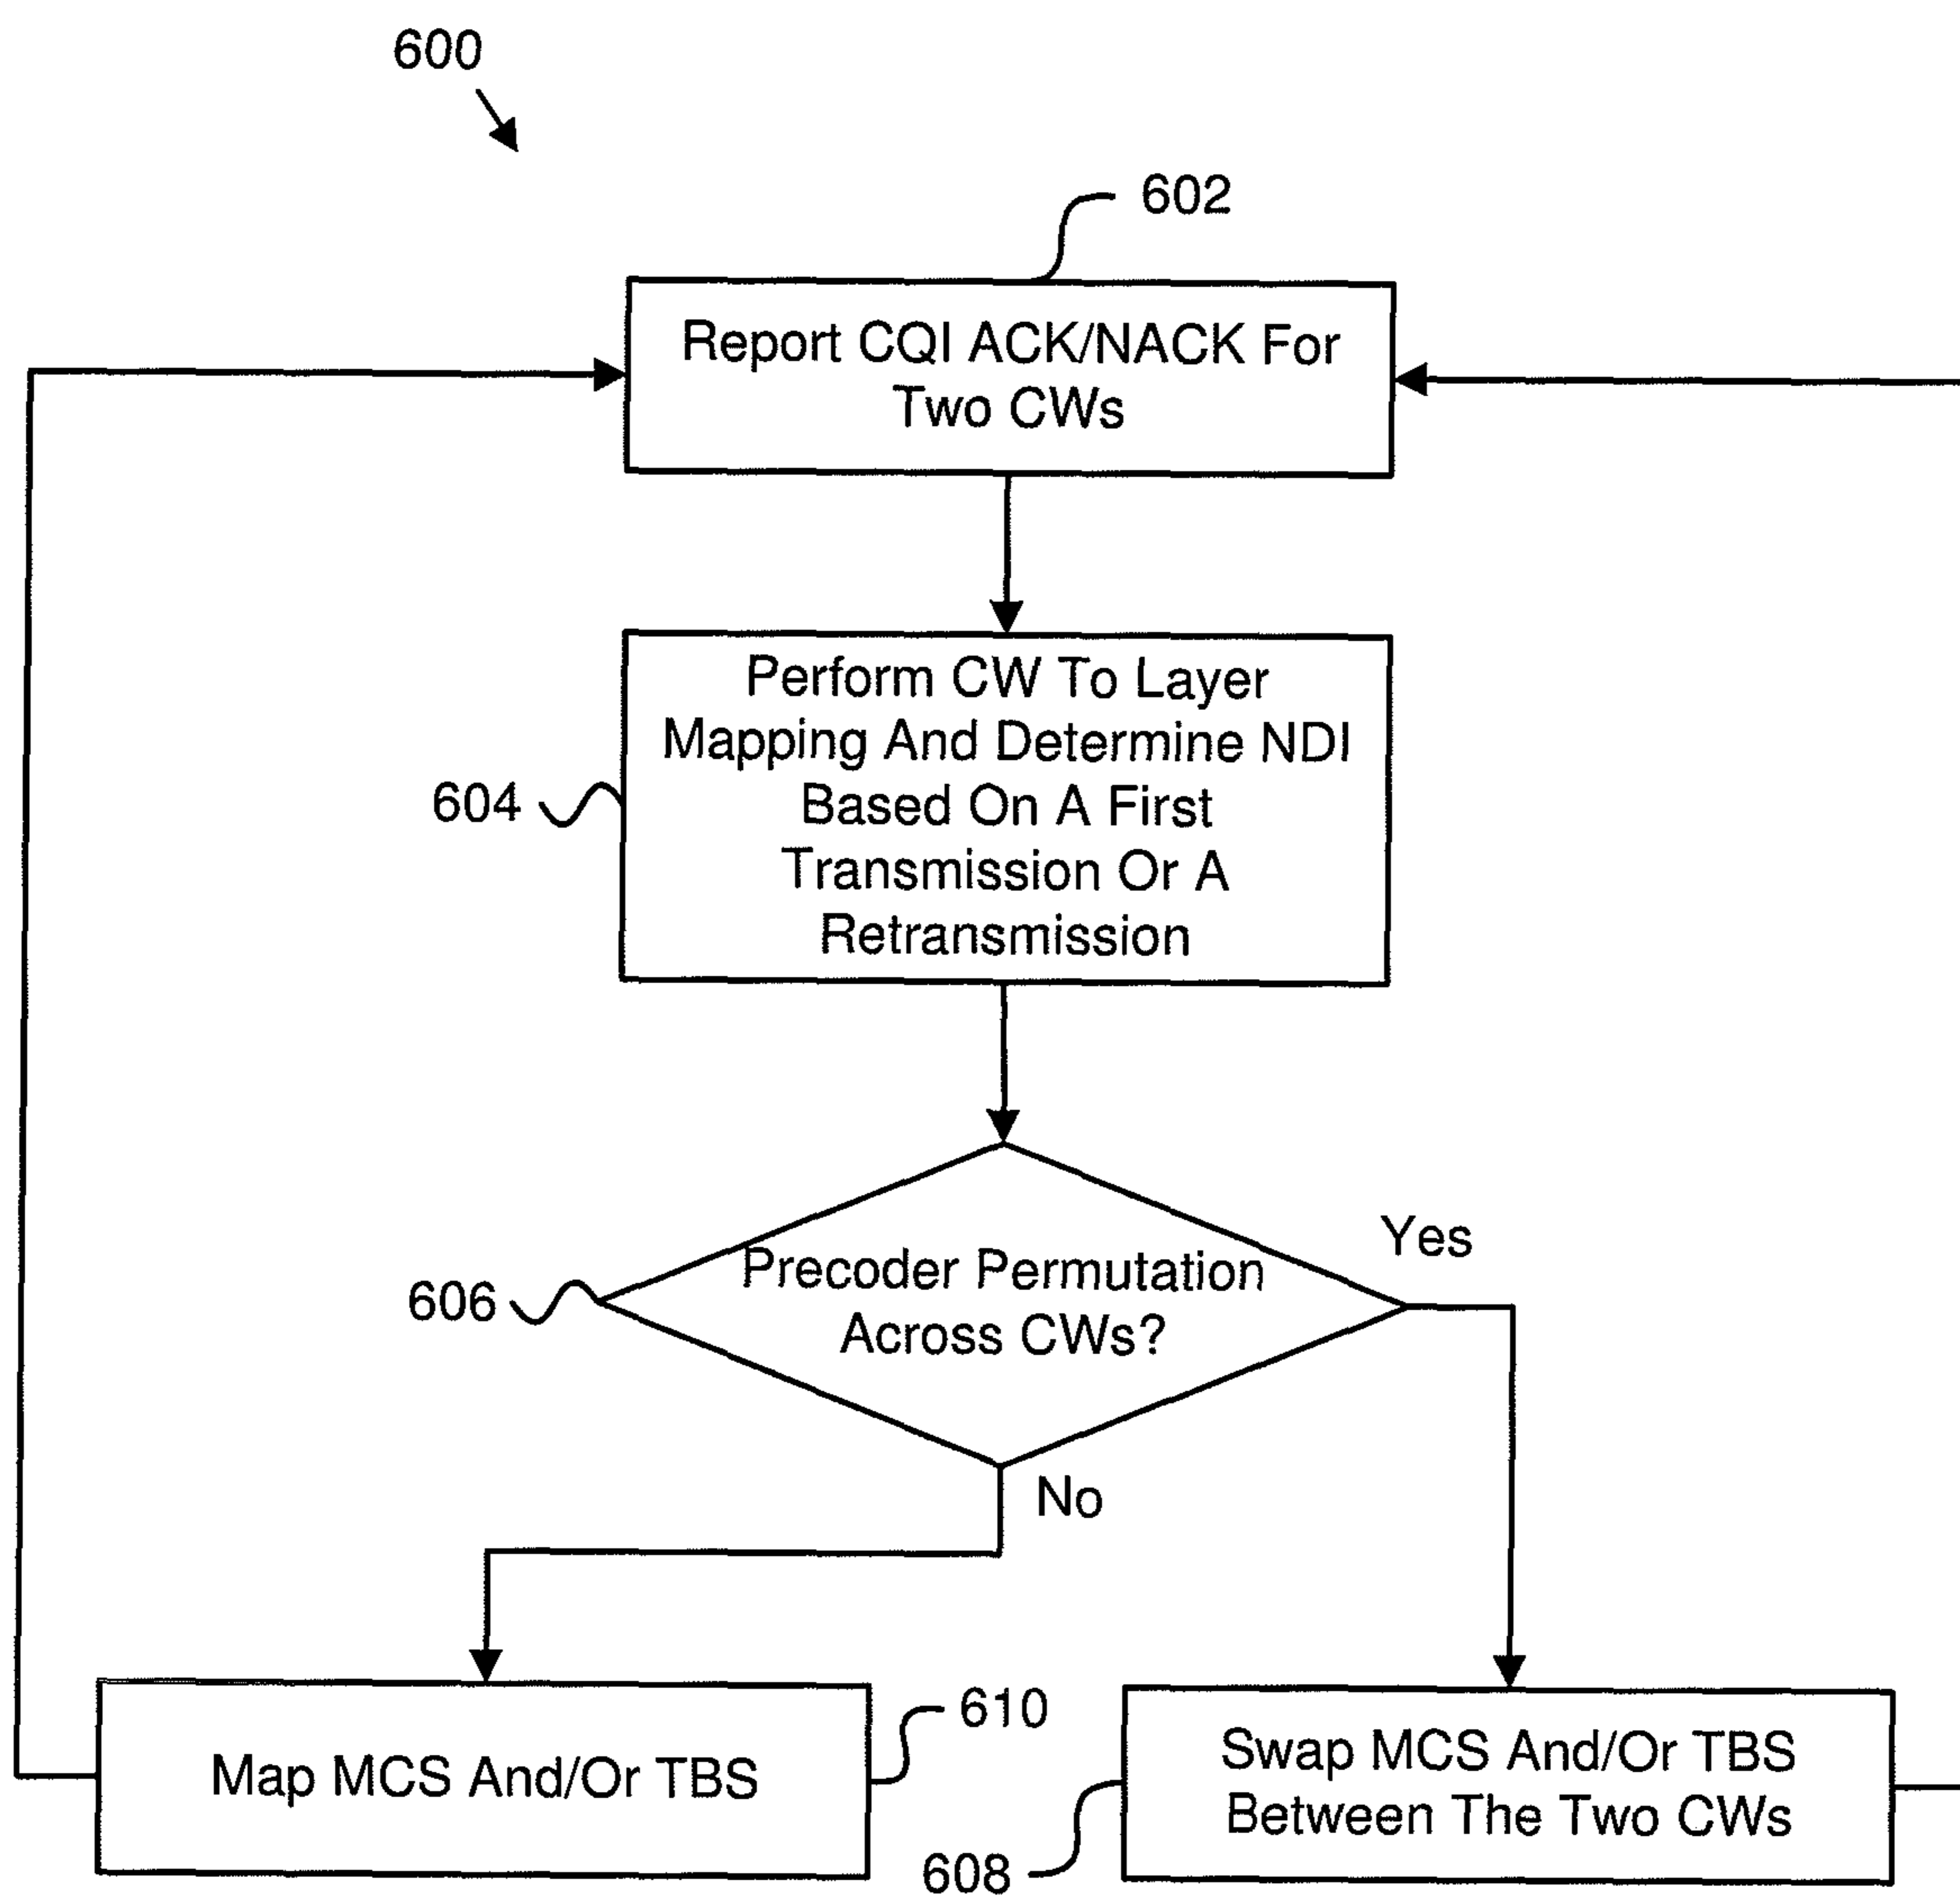 600
602
Report CQI ACK/NACK For
Two CWs
Perform CW To Layer
Mapping And Determine NDI
Based On A First
Transmission Or A
Retransmission
604
Yes
Precoder Permutation
Across CWs?
606
No
610
Map MCS And/Or TBS
Swap MCS And/Or TBS
Between The Two CWs
608